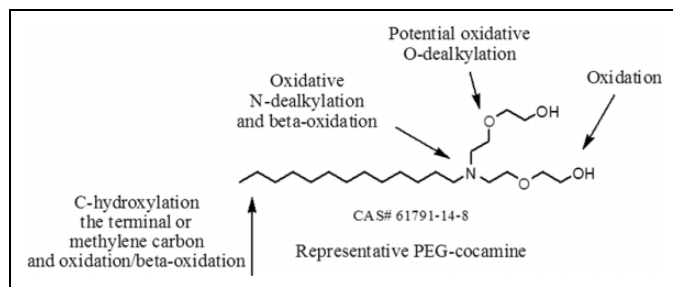 Potential oxidative
O-dealkylation
Oxidative
N-dealkylation
and beta-oxidation
Oxidation
OH
O
N
O
OH
C-hydroxylation
the terminal or
methylene carbon
and oxidation/beta-oxidation
CAS# 61791-14-8
Representative PEG-cocamine